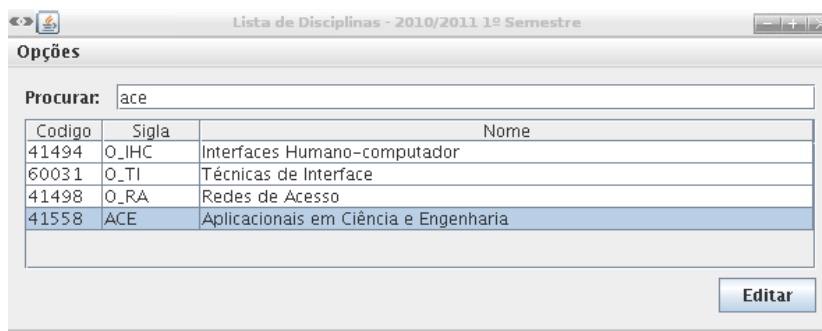 Lista de Disciplinas - 2010/2011 1º Semestre
Opções
Procurar: ace
Codigo Sigla Nome
41494 O_IHC Interfaces Humano-computador
60031 O_TI Técnicas de Interface
41498 O_RA Redes de Acesso
41558 ACE Aplicacionais em Ciência e Engenharia
Editar